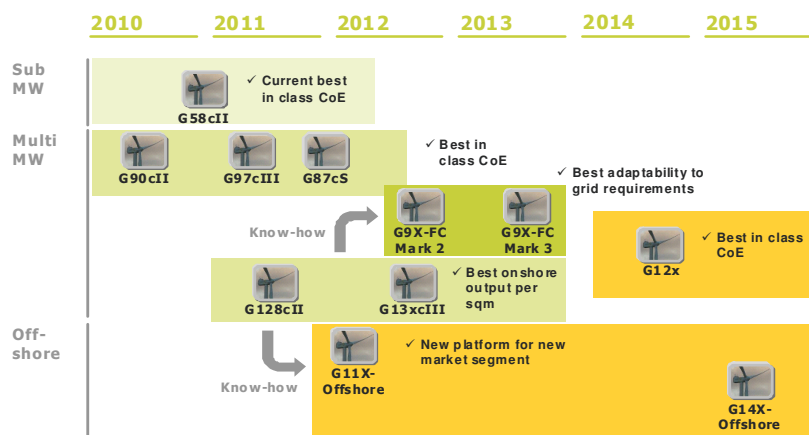 2010 2011 2012 2013 2014 2015
Sub
MW
✓ Current best
in class CoE
G58cII
Multi
MW
G90cII G97cIII G87cS
✓ Best in
class CoE
✓ Best adaptability to
grid requirements
Know-how
G9X-FC
Mark 2
G9X-FC
Mark 3
G12x
✓ Best in class
CoE
G128cII G13xcIII
✓ Best onshore
output per
sqm
Off-
shore
Know-how
G11X-
Offshore
✓ New platform for new
market segment
G14X-
Offshore